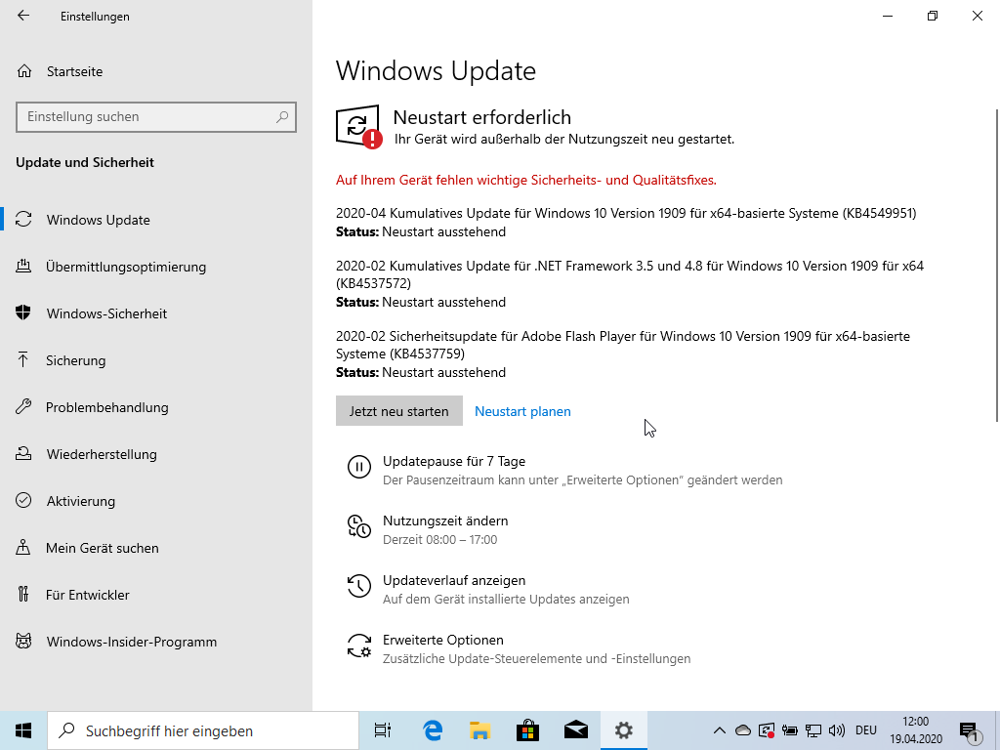 Einstellungen
Startseite
Einstellung suchen
Update und Sicherheit
Windows Update
Übermittlungsoptimierung
Windows-Sicherheit
Sicherung
Problembehandlung
Wiederherstellung
Aktivierung
Mein Gerät suchen
Für Entwickler
Windows-Insider-Programm
Windows Update
Neustart erforderlich
Ihr Gerät wird außerhalb der Nutzungszeit neu gestartet.
Auf Ihrem Gerät fehlen wichtige Sicherheits- und Qualitätsfixes.
2020-04 Kumulatives Update für Windows 10 Version 1909 für x64-basierte Systeme (KB4549951)
Status: Neustart ausstehend
2020-02 Kumulatives Update für .NET Framework 3.5 und 4.8 für Windows 10 Version 1909 für x64
(KB4537572)
Status: Neustart ausstehend
2020-02 Sicherheitsupdate für Adobe Flash Player für Windows 10 Version 1909 für x64-basierte
Systeme (KB4537759)
Status: Neustart ausstehend
Jetzt neu starten Neustart planen
Updatepause für 7 Tage
Der Pausenzeitraum kann unter „Erweiterte Optionen“ geändert werden
Nutzungszeit ändern
Derzeit 08:00 – 17:00
Updateverlauf anzeigen
Auf dem Gerät installierte Updates anzeigen
Erweiterte Optionen
Zusätzliche Update-Steuerelemente und -Einstellungen
Suchbegriff hier eingeben
DEU
12:00
19.04.2020
1